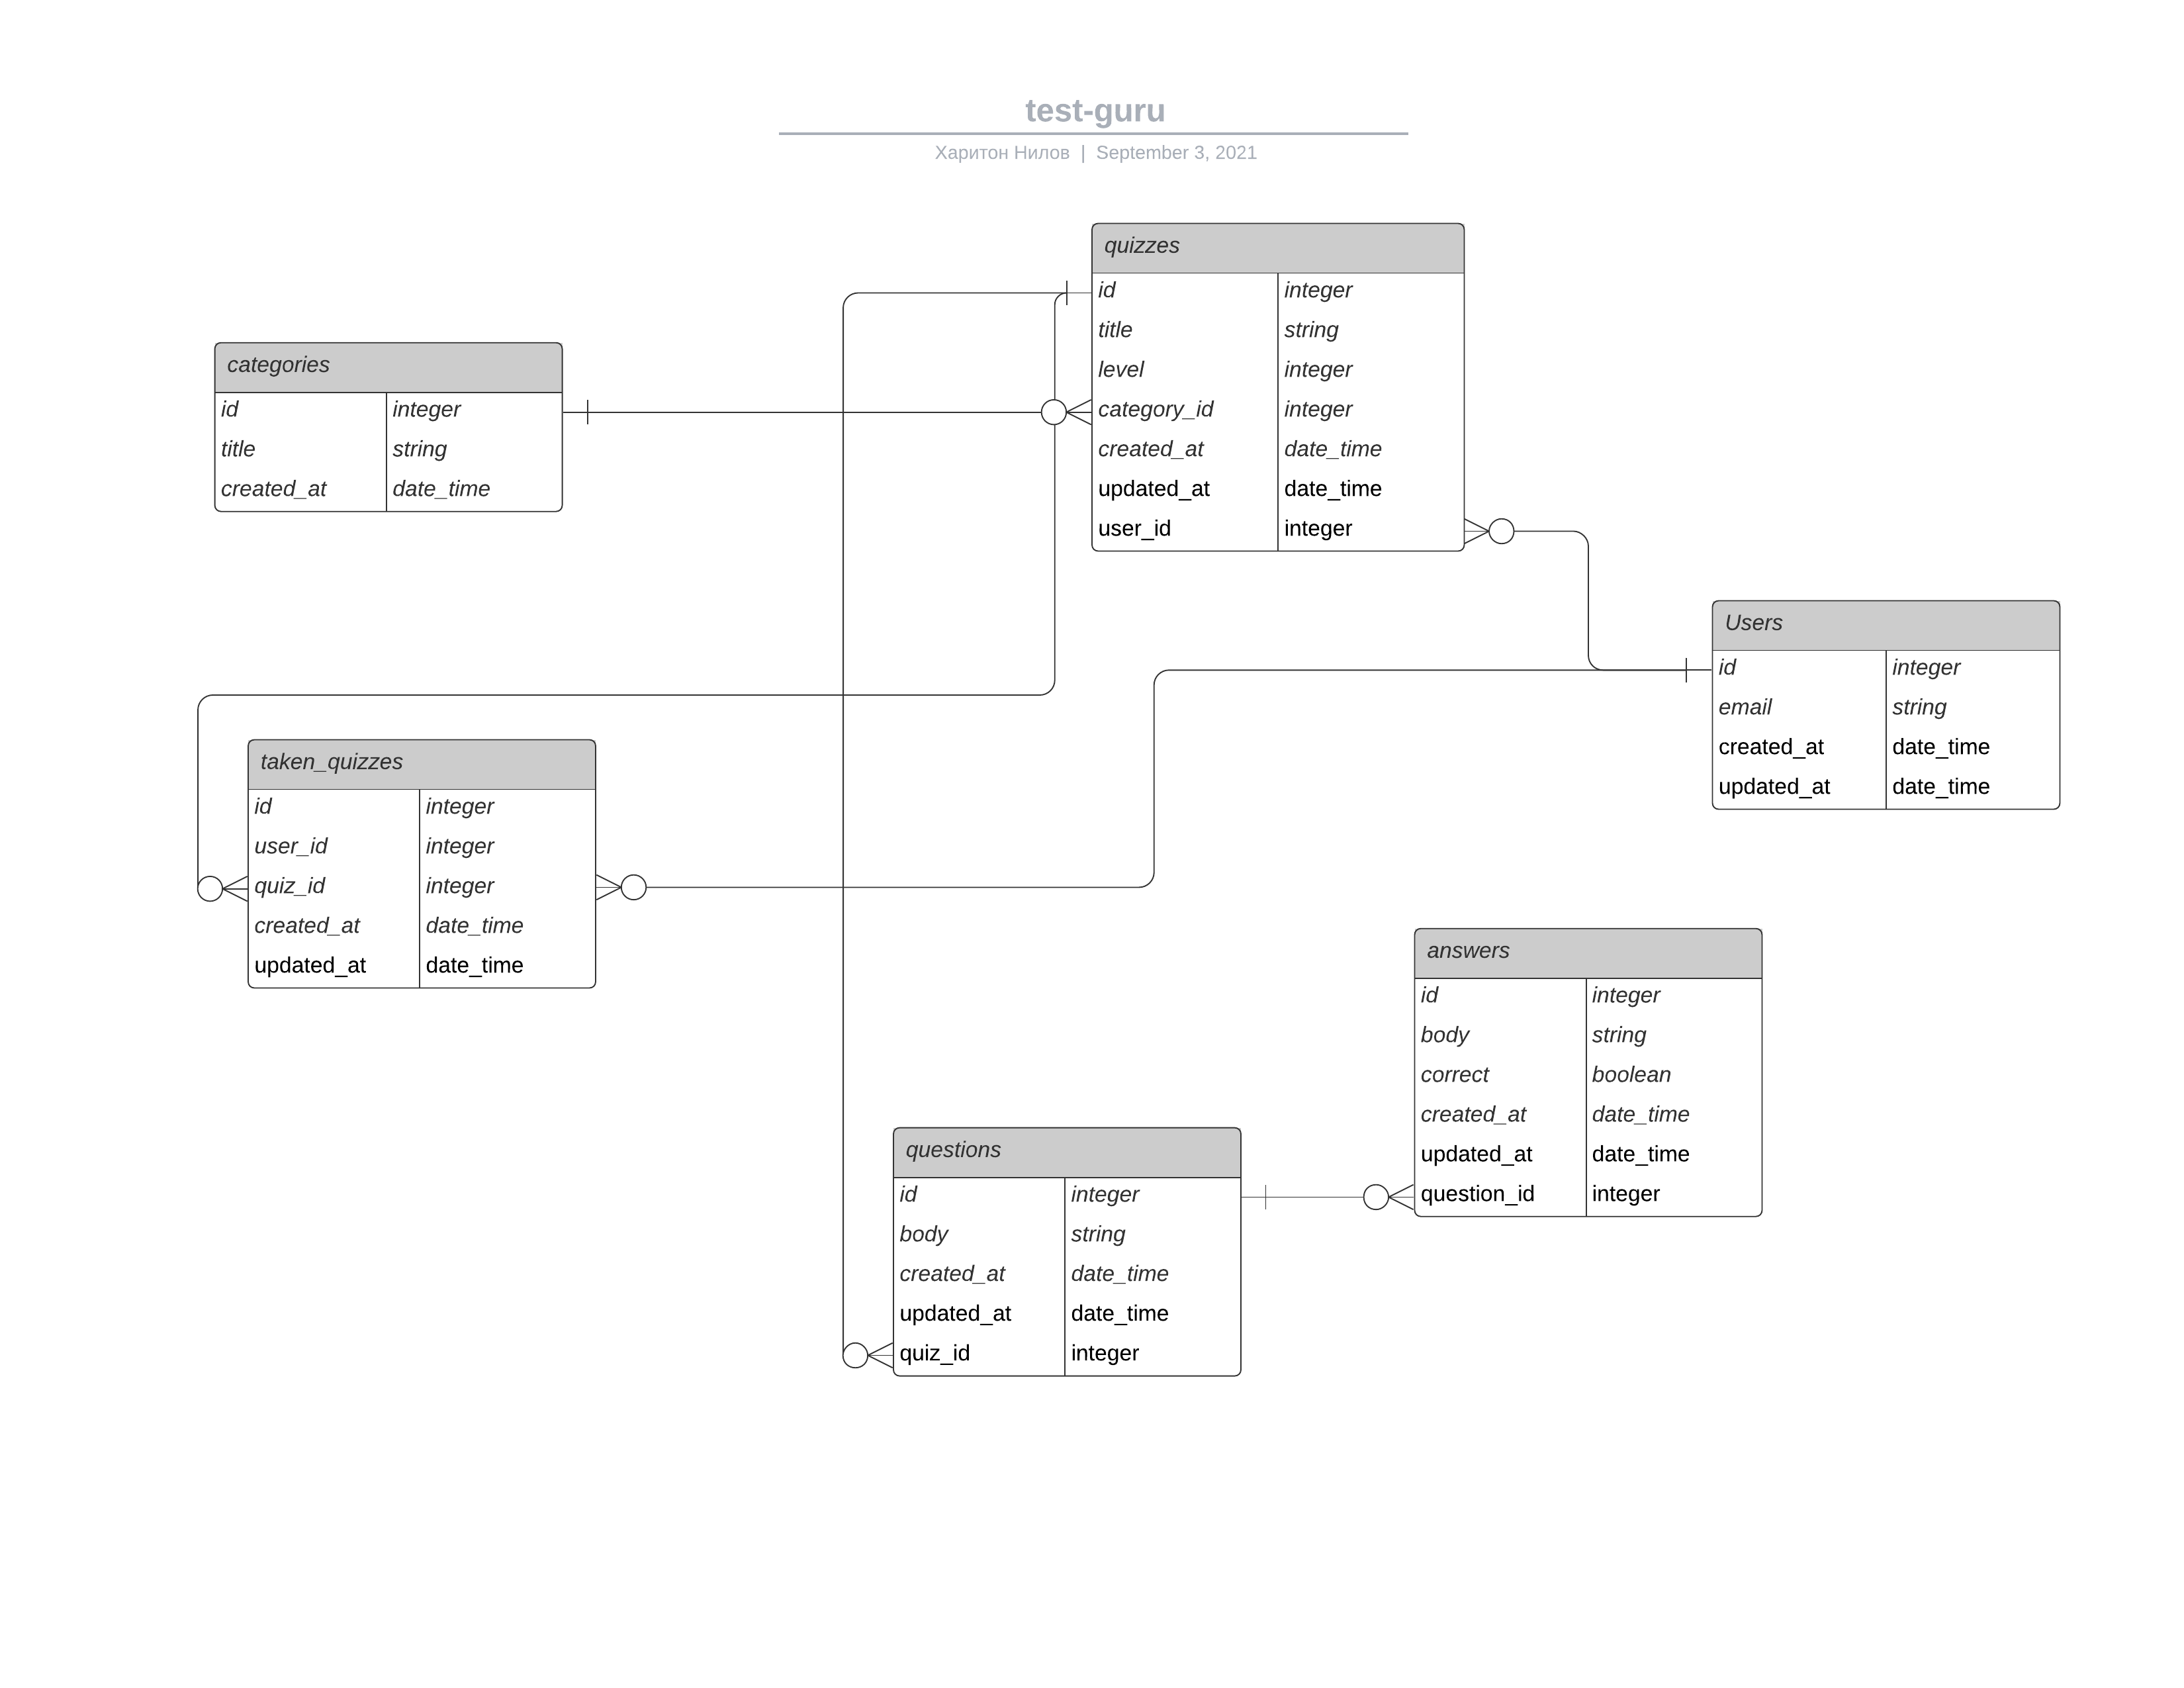 test-guru
Харитон Нилов | September 3, 2021
quizzes
id integer
title string
level integer
category_id integer
created_at date_time
updated_at date_time
user_id integer
categories
id integer
title string
created_at date_time
Users
id integer
email string
created_at date_time
updated_at date_time
taken_quizzes
id integer
user_id integer
quiz_id integer
created_at date_time
updated_at date_time
answers
id integer
body string
correct boolean
created_at date_time
updated_at date_time
question_id integer
questions
id integer
body string
created_at date_time
updated_at date_time
quiz_id integer